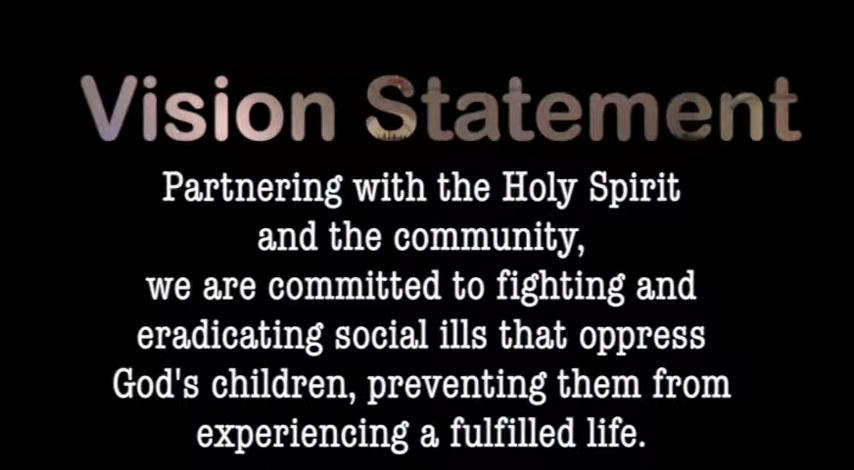 Vision Statement
Partnering with the Holy Spirit
and the community,
we are committed to fighting and
eradicating social ills that oppress
God's children, preventing them from
experiencing a fulfilled life.